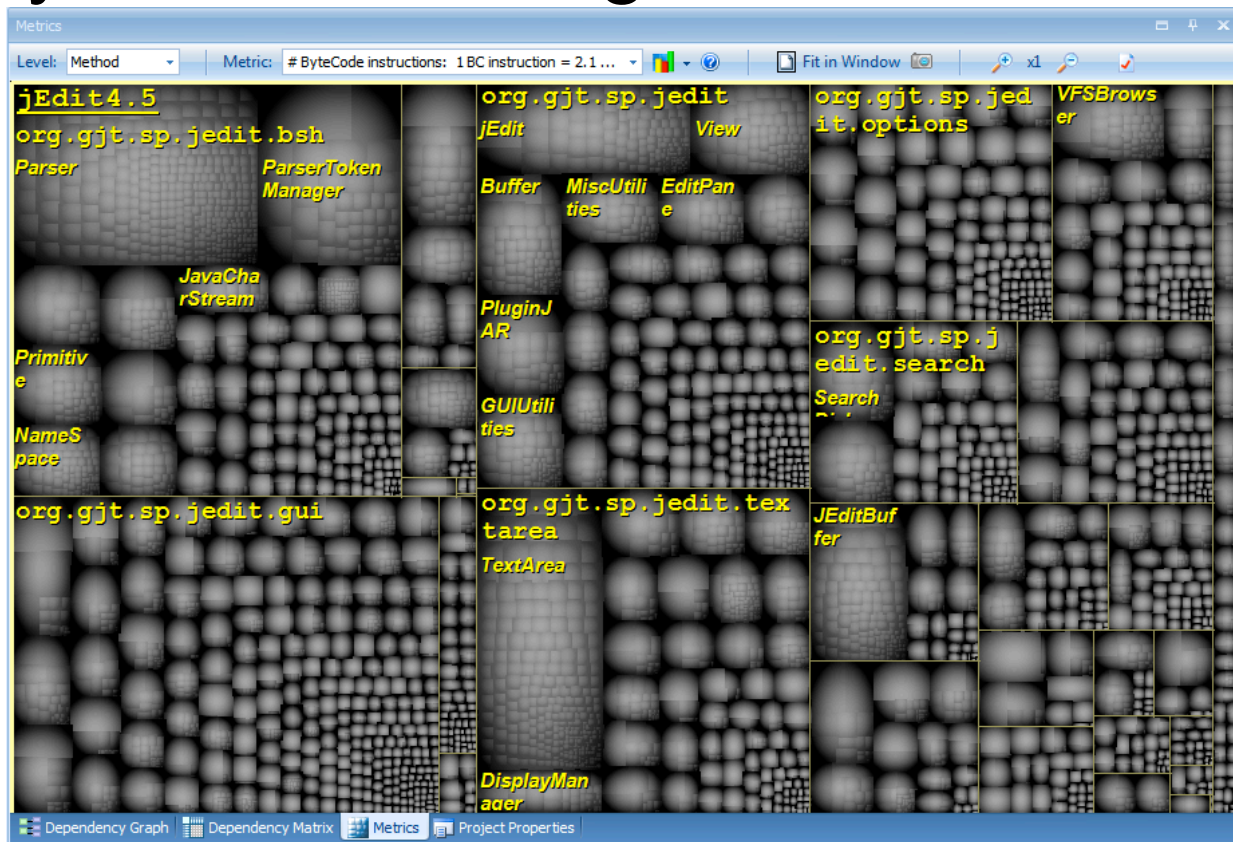 Metrics
Level: Method Metric: # ByteCode instructions: 1 BC instruction = 2.1 ... Fit in Window x1
jEdit4.5
org.gjt.sp.jedit.bsh
Parser
ParserToken
Manager
JavaCha
rStream
Primitiv
e
NameS
pace
org.gjt.sp.jedit
jEdit
View
Buffer
MiscUtili
ties
EditPan
e
PluginJ
AR
GUIUtili
ties
org.gjt.sp.jed
it.options
VFSBrows
er
org.gjt.sp.j
edit.search
Search
org.gjt.sp.jedit.gui
org.gjt.sp.jedit.tex
tarea
TextArea
DisplayMan
ager
JEditBuf
fer
Dependency Graph Dependency Matrix Metrics Project Properties